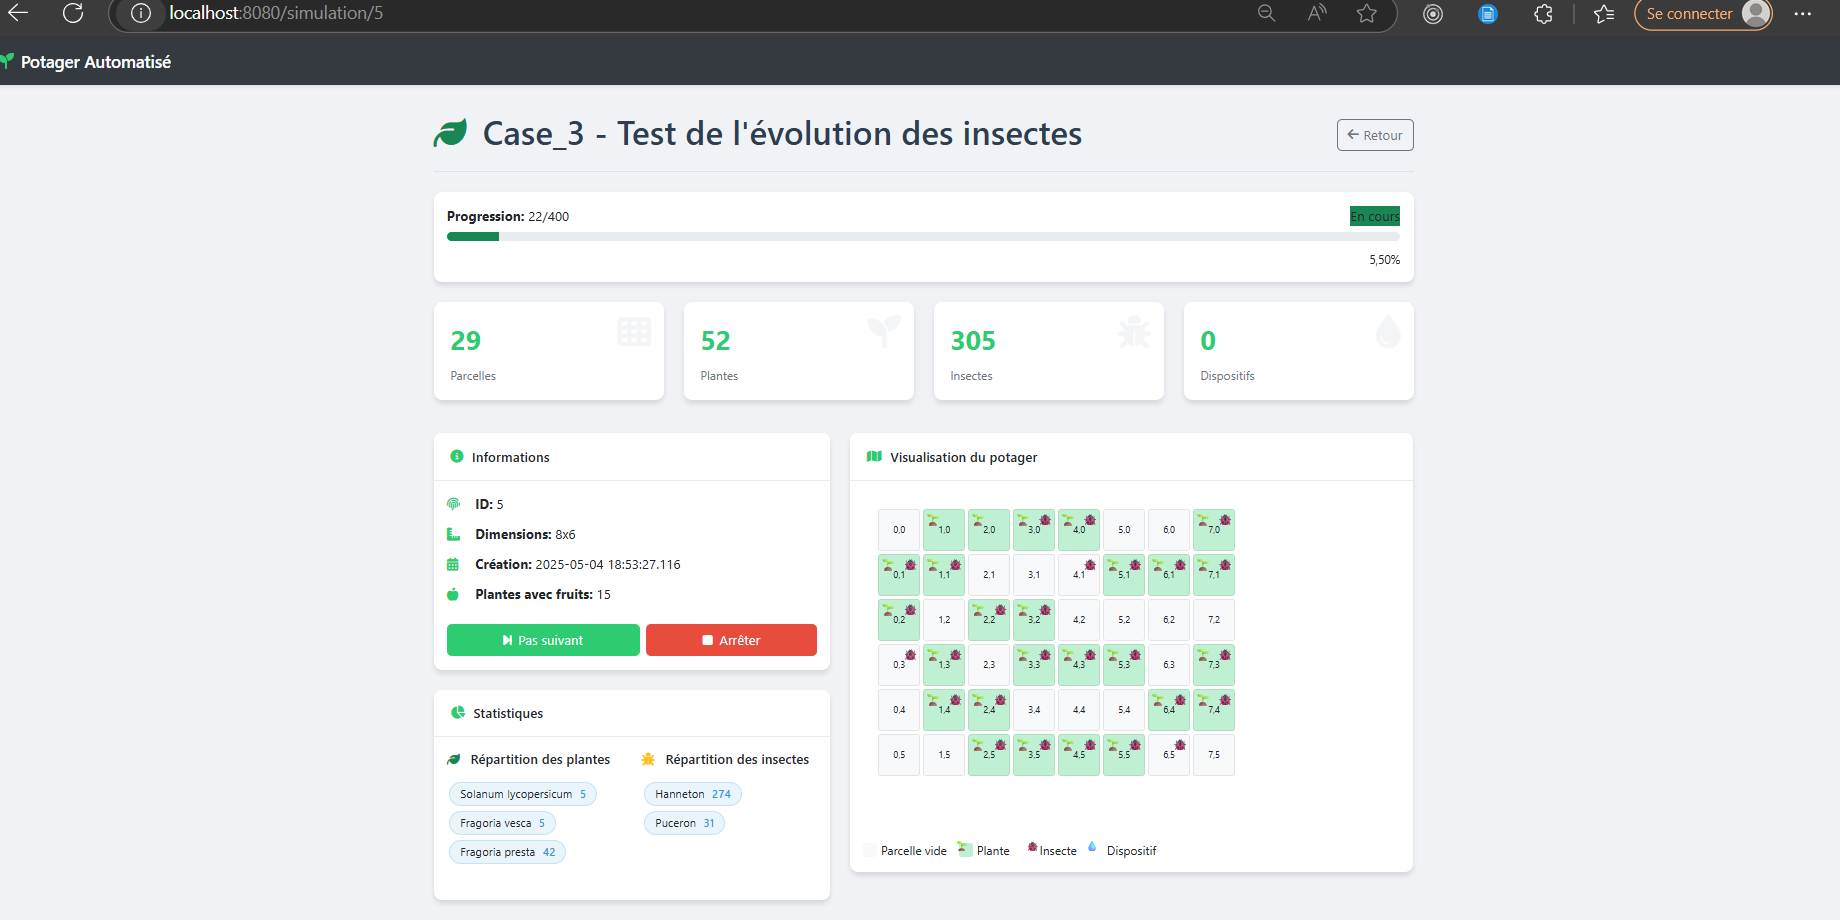 localhost:8080/simulation/5
Se connecter
Potager Automatisé
Case_3 - Test de l'évolution des insectes
Retour
Progression: 22/400
En cours
5,50%
29
Parcelles
52
Plantes
305
Insectes
0
Dispositifs
Informations
ID: 5
Dimensions: 8x6
Création: 2025-05-04 18:53:27.116
Plantes avec fruits: 15
Pas suivant
Arrêter
Statistiques
Répartition des plantes
Solanum lycopersicum 5
Fragoria vesca 5
Fragoria presta 42
Répartition des insectes
Hanneton 274
Puceron 31
Visualisation du potager
0,0 1,0 2,0 3,0 4,0 5,0 6,0 7,0
0,1 1,1 2,1 3,1 4,1 5,1 6,1 7,1
0,2 1,2 2,2 3,2 4,2 5,2 6,2 7,2
0,3 1,3 2,3 3,3 4,3 5,3 6,3 7,3
0,4 1,4 2,4 3,4 4,4 5,4 6,4 7,4
0,5 1,5 2,5 3,5 4,5 5,5 6,5 7,5
Parcelle vide Plante Insecte Dispositif